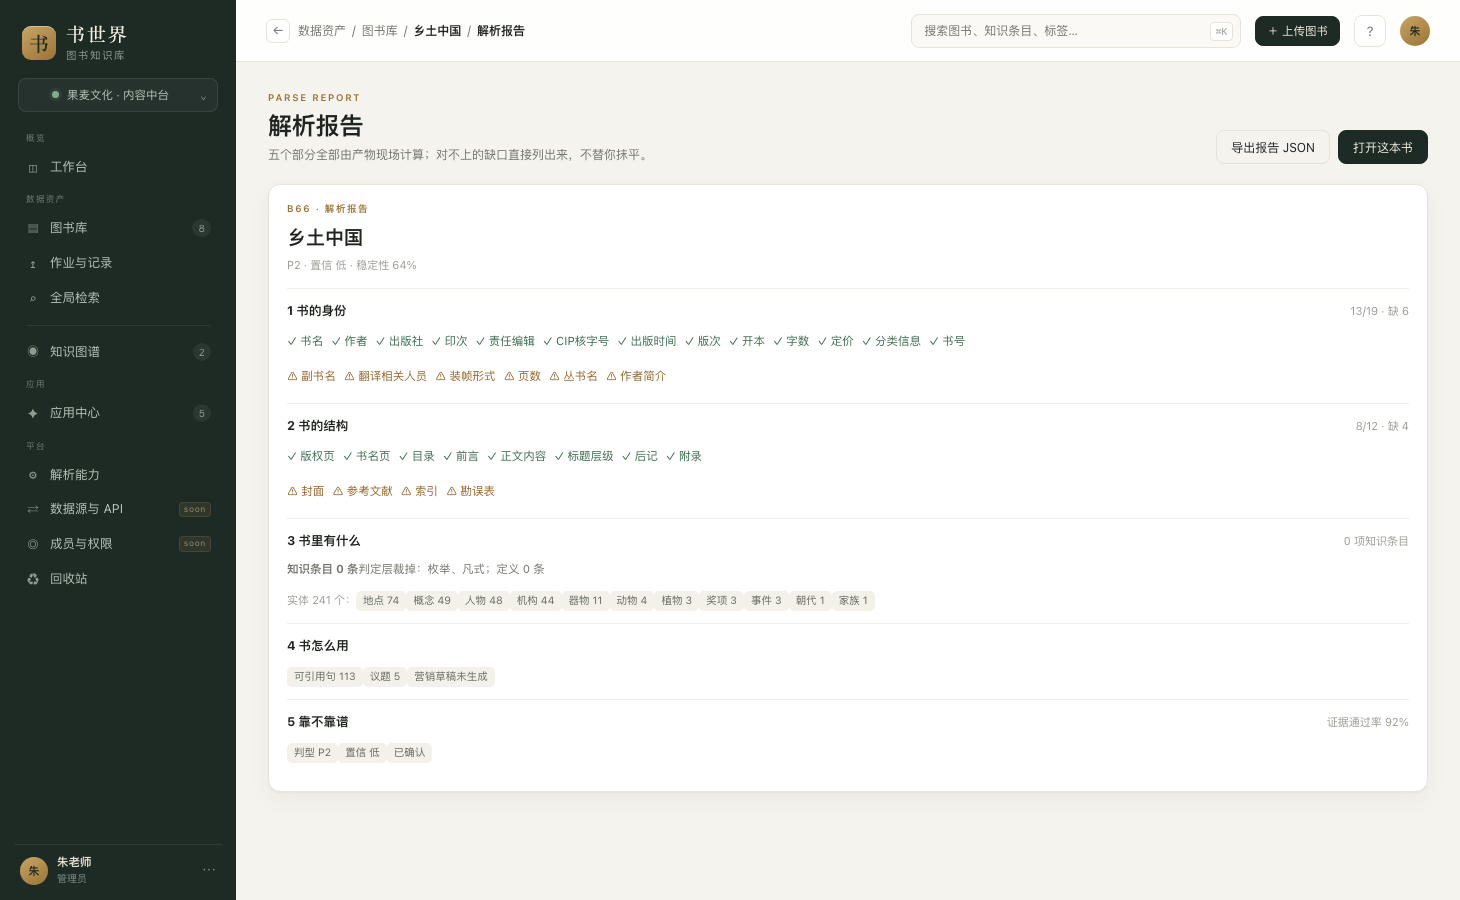 书 书世界
图书知识库
果麦文化 · 内容中台
概览
工作台
数据资产
图书库 8
作业与记录
全局检索
知识图谱 2
应用
应用中心 5
平台
解析能力
数据源与 API soon
成员与权限 soon
回收站
朱 朱老师
管理员
← 数据资产 / 图书库 / 乡土中国 / 解析报告
搜索图书、知识条目、标签... ⌘K
+ 上传图书
?
朱
PARSE REPORT
解析报告
五个部分全部由产物现场计算；对不上的缺口直接列出来，不替你抹平。
导出报告 JSON
打开这本书
B66 · 解析报告
乡土中国
P2 · 置信 低 · 稳定性 64%
1 书的身份 13/19 · 缺 6
✓ 书名 ✓ 作者 ✓ 出版社 ✓ 印次 ✓ 责任编辑 ✓ CIP核字号 ✓ 出版时间 ✓ 版次 ✓ 开本 ✓ 字数 ✓ 定价 ✓ 分类信息 ✓ 书号
⚠ 副书名 ⚠ 翻译相关人员 ⚠ 装帧形式 ⚠ 页数 ⚠ 丛书名 ⚠ 作者简介
2 书的结构 8/12 · 缺 4
✓ 版权页 ✓ 书名页 ✓ 目录 ✓ 前言 ✓ 正文内容 ✓ 标题层级 ✓ 后记 ✓ 附录
⚠ 封面 ⚠ 参考文献 ⚠ 索引 ⚠ 勘误表
3 书里有什么 0 项知识条目
知识条目 0 条判定层裁掉：枚举、凡式；定义 0 条
实体 241 个： 地点 74 概念 49 人物 48 机构 44 器物 11 动物 4 植物 3 奖项 3 事件 3 朝代 1 家族 1
4 书怎么用
可引用句 113 议题 5 营销草稿未生成
5 靠不靠谱 证据通过率 92%
判型 P2 置信 低 已确认